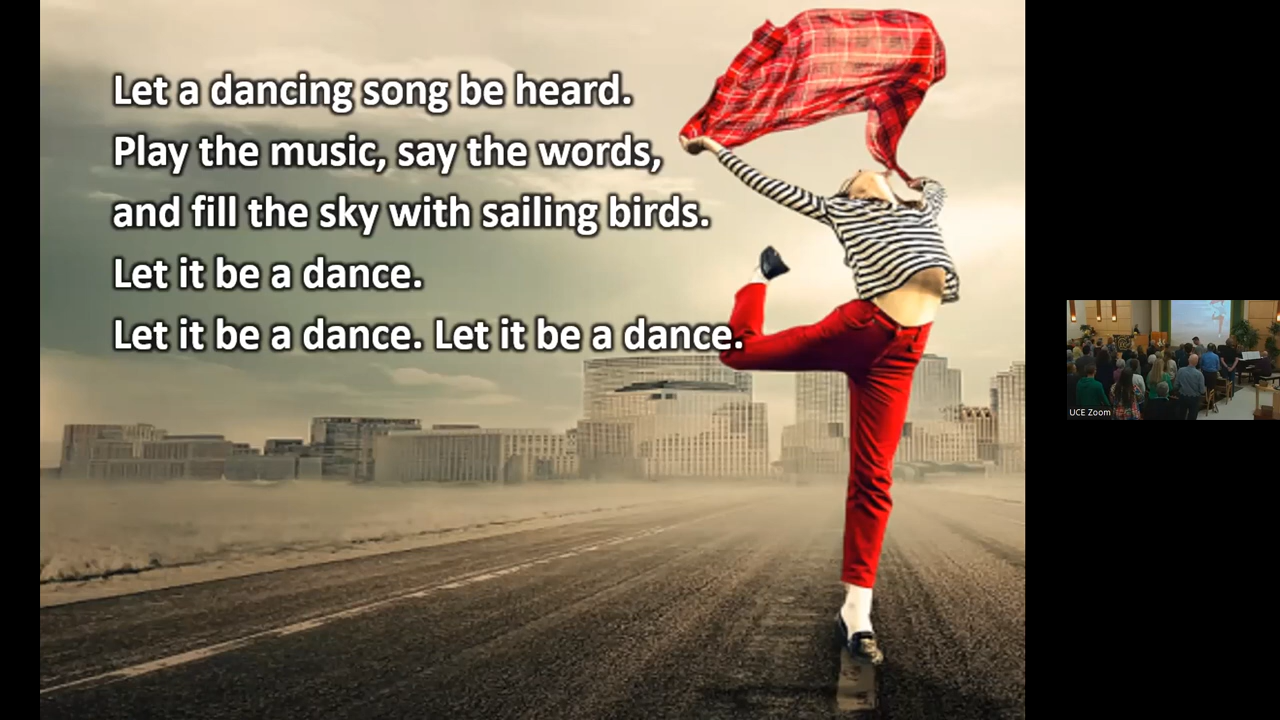 Let a dancing song be heard.
Play the music, say the words,
and fill the sky with sailing birds.
Let it be a dance.
Let it be a dance. Let it be a dance.
UCE Zoom